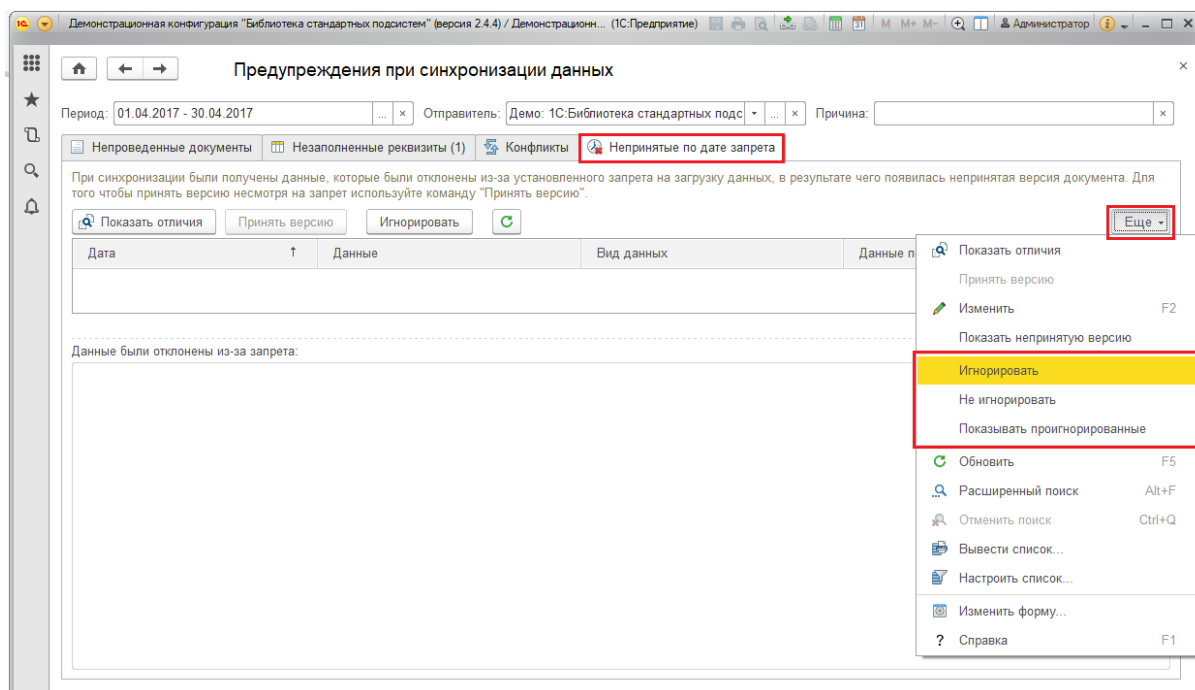 Демонстрационная конфигурация "Библиотека стандартных подсистем" (версия 2.4.4) / Демонстрационн... (1С:Предприятие) M M+ M- Администратор
Предупреждения при синхронизации данных
Период: 01.04.2017 - 30.04.2017 ... × Отправитель: Демо: 1С:Библиотека стандартных подс ... × Причина: ×
Непроведенные документы Незаполненные реквизиты (1) Конфликты Непринятые по дате запрета
При синхронизации были получены данные, которые были отклонены из-за установленного запрета на загрузку данных, в результате чего появилась непринятая версия документа. Для
того чтобы принять версию несмотря на запрет используйте команду "Принять версию".
Показать отличия Принять версию Игнорировать Еще
Дата ↑ Данные Вид данных Данные п
Данные были отклонены из-за запрета:
Показать отличия
Принять версию
Изменить F2
Показать непринятую версию
Игнорировать
Не игнорировать
Показывать проигнорированные
Обновить F5
Расширенный поиск Alt+F
Отменить поиск Ctrl+Q
Вывести список...
Настроить список...
Изменить форму...
? Справка F1